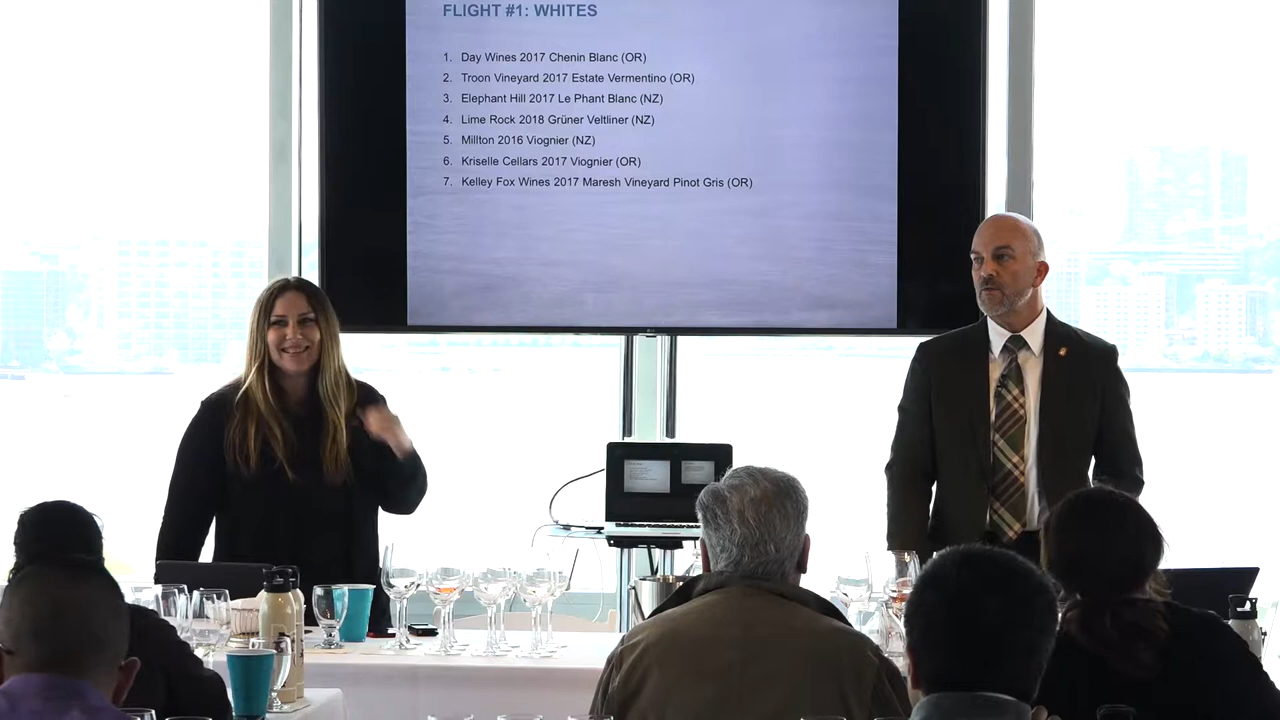 FLIGHT #1: WHITES
1. Day Wines 2017 Chenin Blanc (OR)
2. Troon Vineyard 2017 Estate Vermentino (OR)
3. Elephant Hill 2017 Le Phant Blanc (NZ)
4. Lime Rock 2018 Grüner Veltliner (NZ)
5. Millton 2016 Viognier (NZ)
6. Kriselle Cellars 2017 Viognier (OR)
7. Kelley Fox Wines 2017 Maresh Vineyard Pinot Gris (OR)